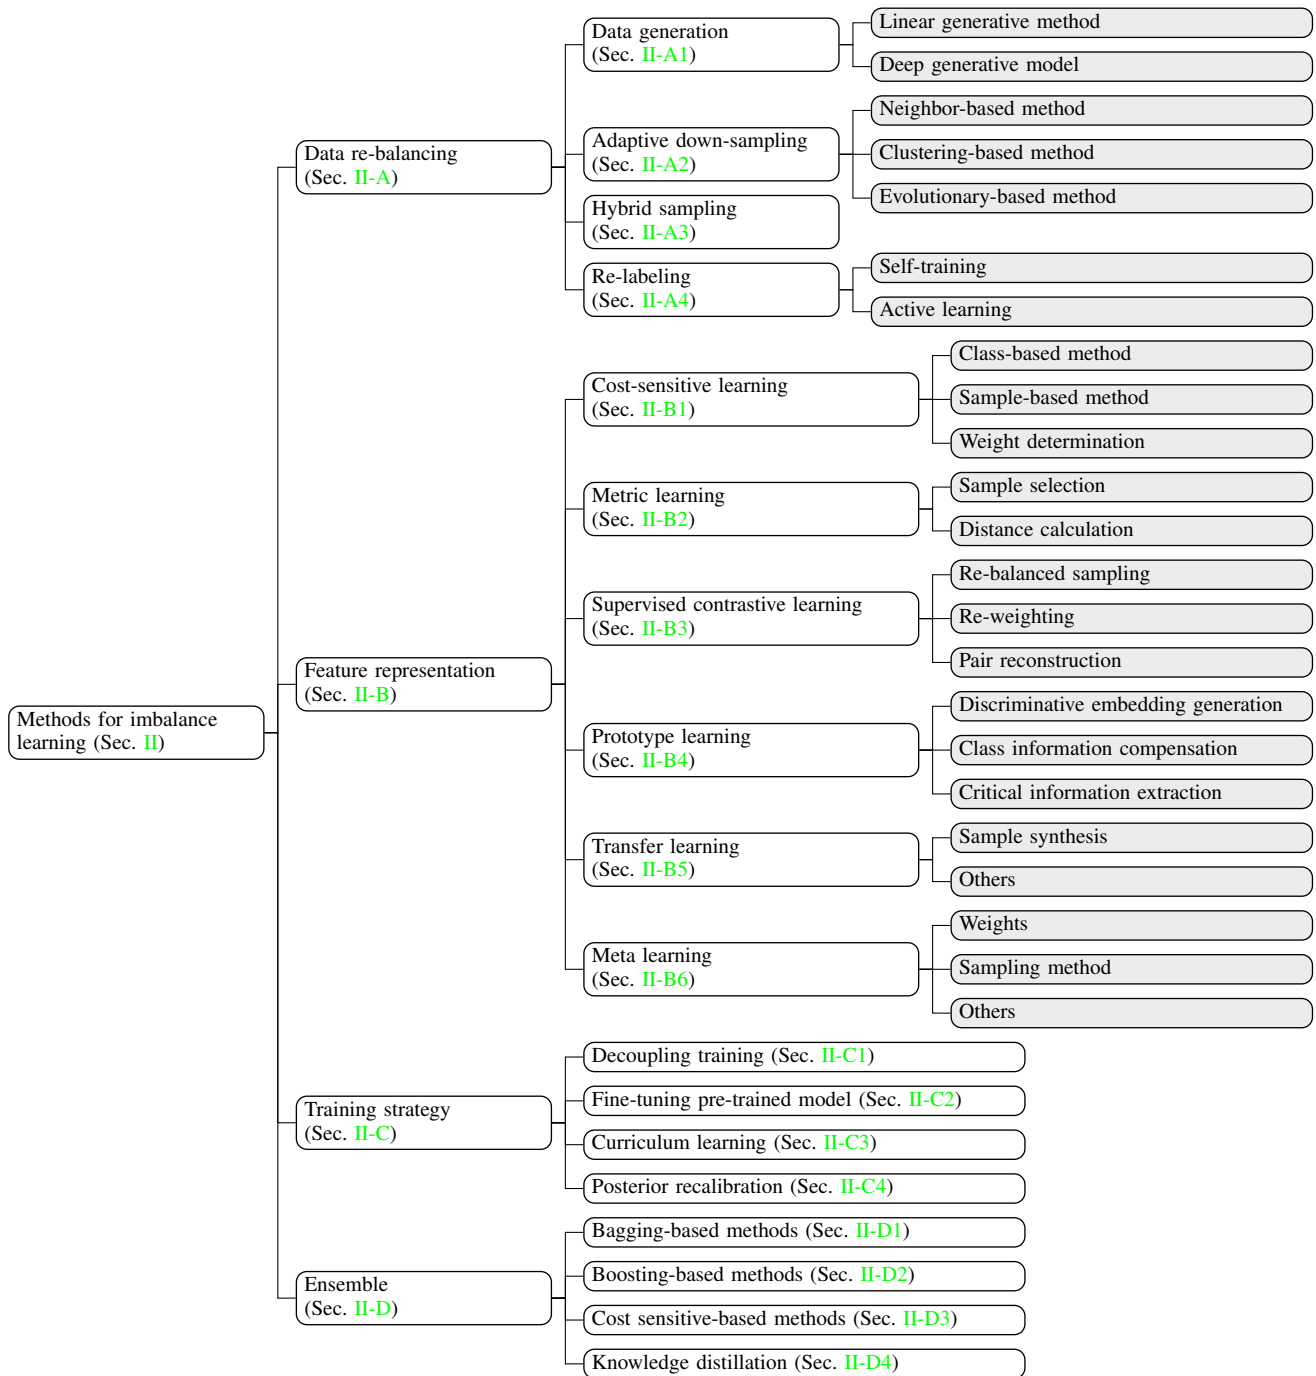 Methods for imbalance
learning (Sec. II)
Data re-balancing
(Sec. II-A)
Data generation
(Sec. II-A1)
Linear generative method
Deep generative model
Adaptive down-sampling
(Sec. II-A2)
Neighbor-based method
Clustering-based method
Evolutionary-based method
Hybrid sampling
(Sec. II-A3)
Re-labeling
(Sec. II-A4)
Self-training
Active learning
Feature representation
(Sec. II-B)
Cost-sensitive learning
(Sec. II-B1)
Class-based method
Sample-based method
Weight determination
Metric learning
(Sec. II-B2)
Sample selection
Distance calculation
Supervised contrastive learning
(Sec. II-B3)
Re-balanced sampling
Re-weighting
Pair reconstruction
Prototype learning
(Sec. II-B4)
Discriminative embedding generation
Class information compensation
Critical information extraction
Transfer learning
(Sec. II-B5)
Sample synthesis
Others
Meta learning
(Sec. II-B6)
Weights
Sampling method
Others
Training strategy
(Sec. II-C)
Decoupling training (Sec. II-C1)
Fine-tuning pre-trained model (Sec. II-C2)
Curriculum learning (Sec. II-C3)
Posterior recalibration (Sec. II-C4)
Ensemble
(Sec. II-D)
Bagging-based methods (Sec. II-D1)
Boosting-based methods (Sec. II-D2)
Cost sensitive-based methods (Sec. II-D3)
Knowledge distillation (Sec. II-D4)